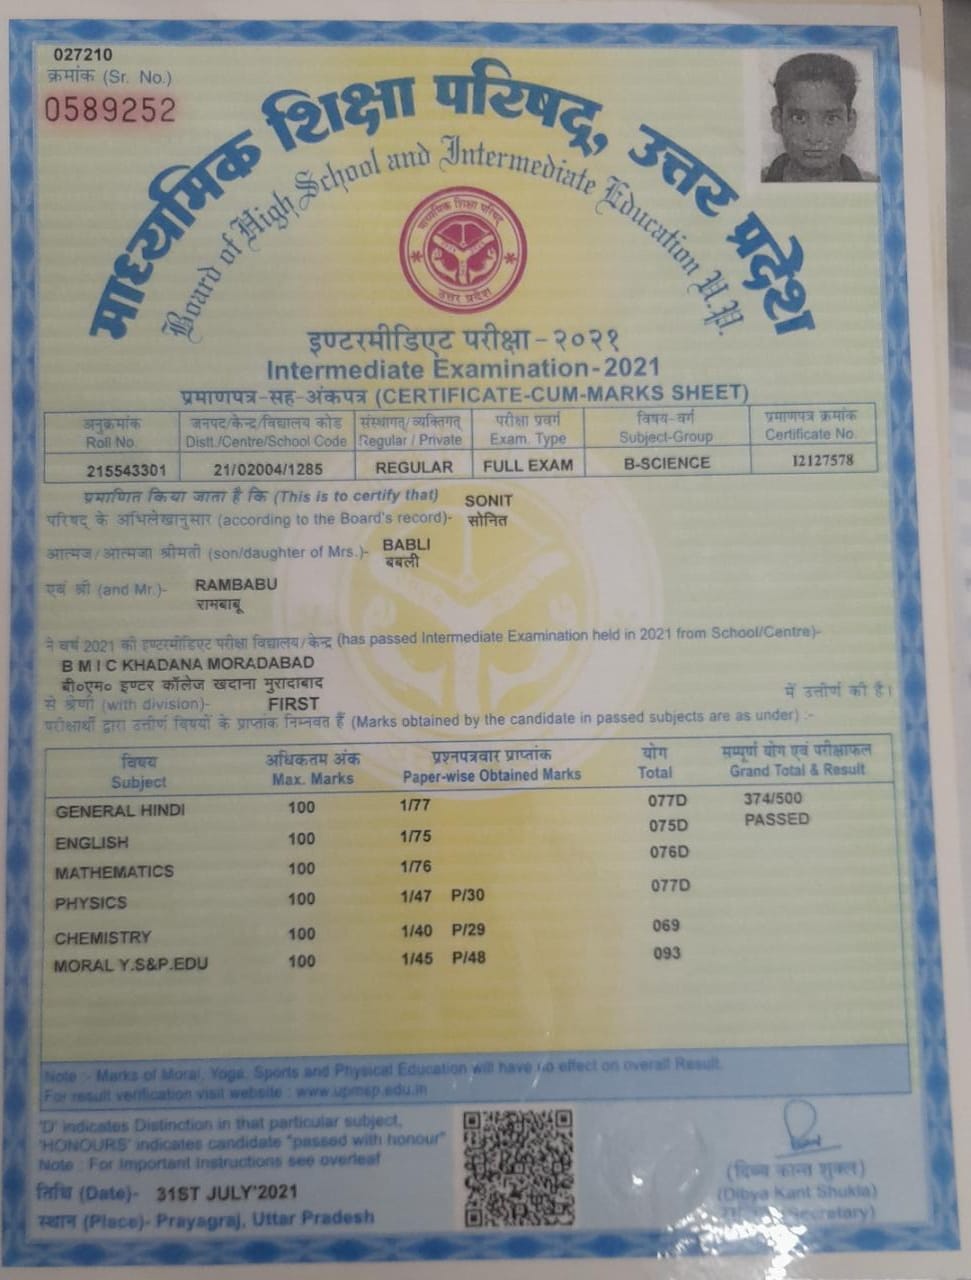 027210
क्रमांक (Sr. No.)
0589252
माध्यमिक शिक्षा परिषद्, उत्तर प्रदेश
Board of High School and Intermediate Education U.P.
माध्यमिक शिक्षा परिषद्
उत्तर प्रदेश
इण्टरमीडिएट परीक्षा - २०२१
Intermediate Examination - 2021
प्रमाणपत्र-सह-अंकपत्र (CERTIFICATE-CUM-MARKS SHEET)
अनुक्रमांक जनपद/केन्द्र/विद्यालय कोड संस्थागत/व्यक्तिगत परीक्षा प्रवर्ग विषय-वर्ग प्रमाणपत्र क्रमांक
Roll No. Distt./Centre/School Code Regular / Private Exam. Type Subject-Group Certificate No.
215543301 21/02004/1285 REGULAR FULL EXAM B-SCIENCE 12127578
प्रमाणित किया जाता है कि (This is to certify that) SONIT
परिषद् के अभिलेखानुसार (according to the Board's record)- सोनित
आत्मज/आत्मजा श्रीमती (son/daughter of Mrs.)- BABLI
बबली
एवं श्री (and Mr.)- RAMBABU
रामबाबू
ने वर्ष 2021 की इण्टरमीडिएट परीक्षा विद्यालय/केन्द्र (has passed Intermediate Examination held in 2021 from School/Centre)-
B M I C KHADANA MORADABAD
बी०एम० इण्टर कॉलेज खदाना मुरादाबाद
से श्रेणी (with division)- FIRST में उत्तीर्ण की है।
परीक्षार्थी द्वारा उत्तीर्ण विषयों के प्राप्तांक निम्नवत हैं (Marks obtained by the candidate in passed subjects are as under) :-
विषय अधिकतम अंक प्रश्नपत्रवार प्राप्तांक योग सम्पूर्ण योग एवं परीक्षाफल
Subject Max. Marks Paper-wise Obtained Marks Total Grand Total & Result
GENERAL HINDI 100 1/77 077D 374/500
ENGLISH 100 1/75 075D PASSED
MATHEMATICS 100 1/76 076D
PHYSICS 100 1/47 P/30 077D
CHEMISTRY 100 1/40 P/29 069
MORAL Y.S&P.EDU 100 1/45 P/48 093
Note :- Marks of Moral, Yoga, Sports and Physical Education will have no effect on overall Result.
For result verification visit website : www.upmsp.edu.in
'D' indicates Distinction in that particular subject,
'HONOURS' indicates candidate "passed with honour"
Note : For Important Instructions see overleaf
तिथि (Date)- 31ST JULY'2021
स्थान (Place)- Prayagraj, Uttar Pradesh
(दिव्य कान्त शुक्ल)
(Dibya Kant Shukla)
Secretary)